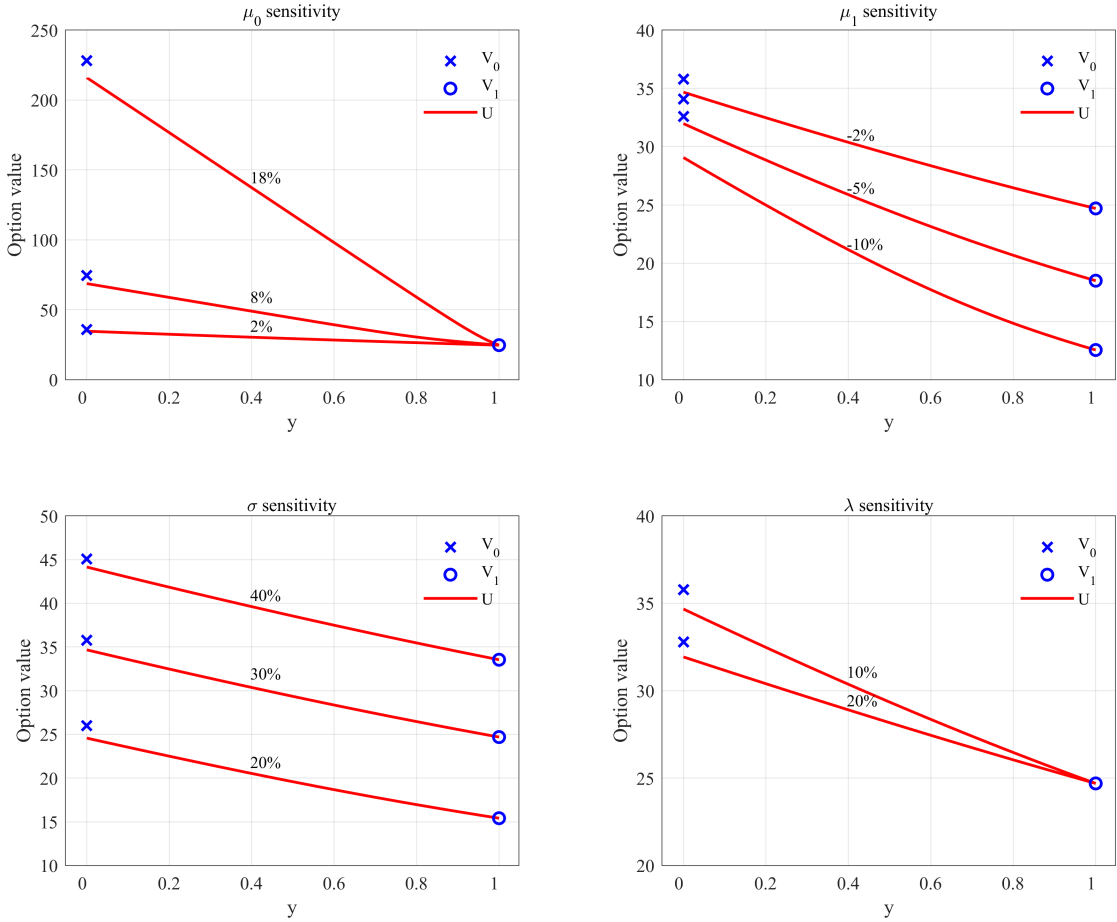 μ0 sensitivity
250
200
150
100
50
0
Option value
V0
V1
U
18%
8%
2%
0 0.2 0.4 0.6 0.8 1
y
μ1 sensitivity
40
35
30
25
20
15
10
Option value
V0
V1
U
-2%
-5%
-10%
0 0.2 0.4 0.6 0.8 1
y
σ sensitivity
50
45
40
35
30
25
20
15
10
Option value
V0
V1
U
40%
30%
20%
0 0.2 0.4 0.6 0.8 1
y
λ sensitivity
40
35
30
25
20
Option value
V0
V1
U
10%
20%
0 0.2 0.4 0.6 0.8 1
y